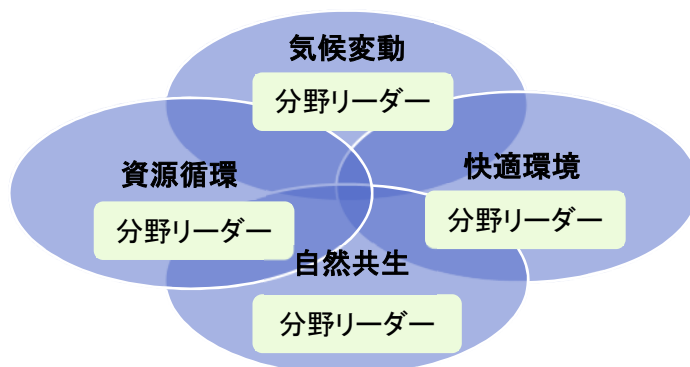 気候変動
分野リーダー
資源循環
分野リーダー
快適環境
分野リーダー
自然共生
分野リーダー